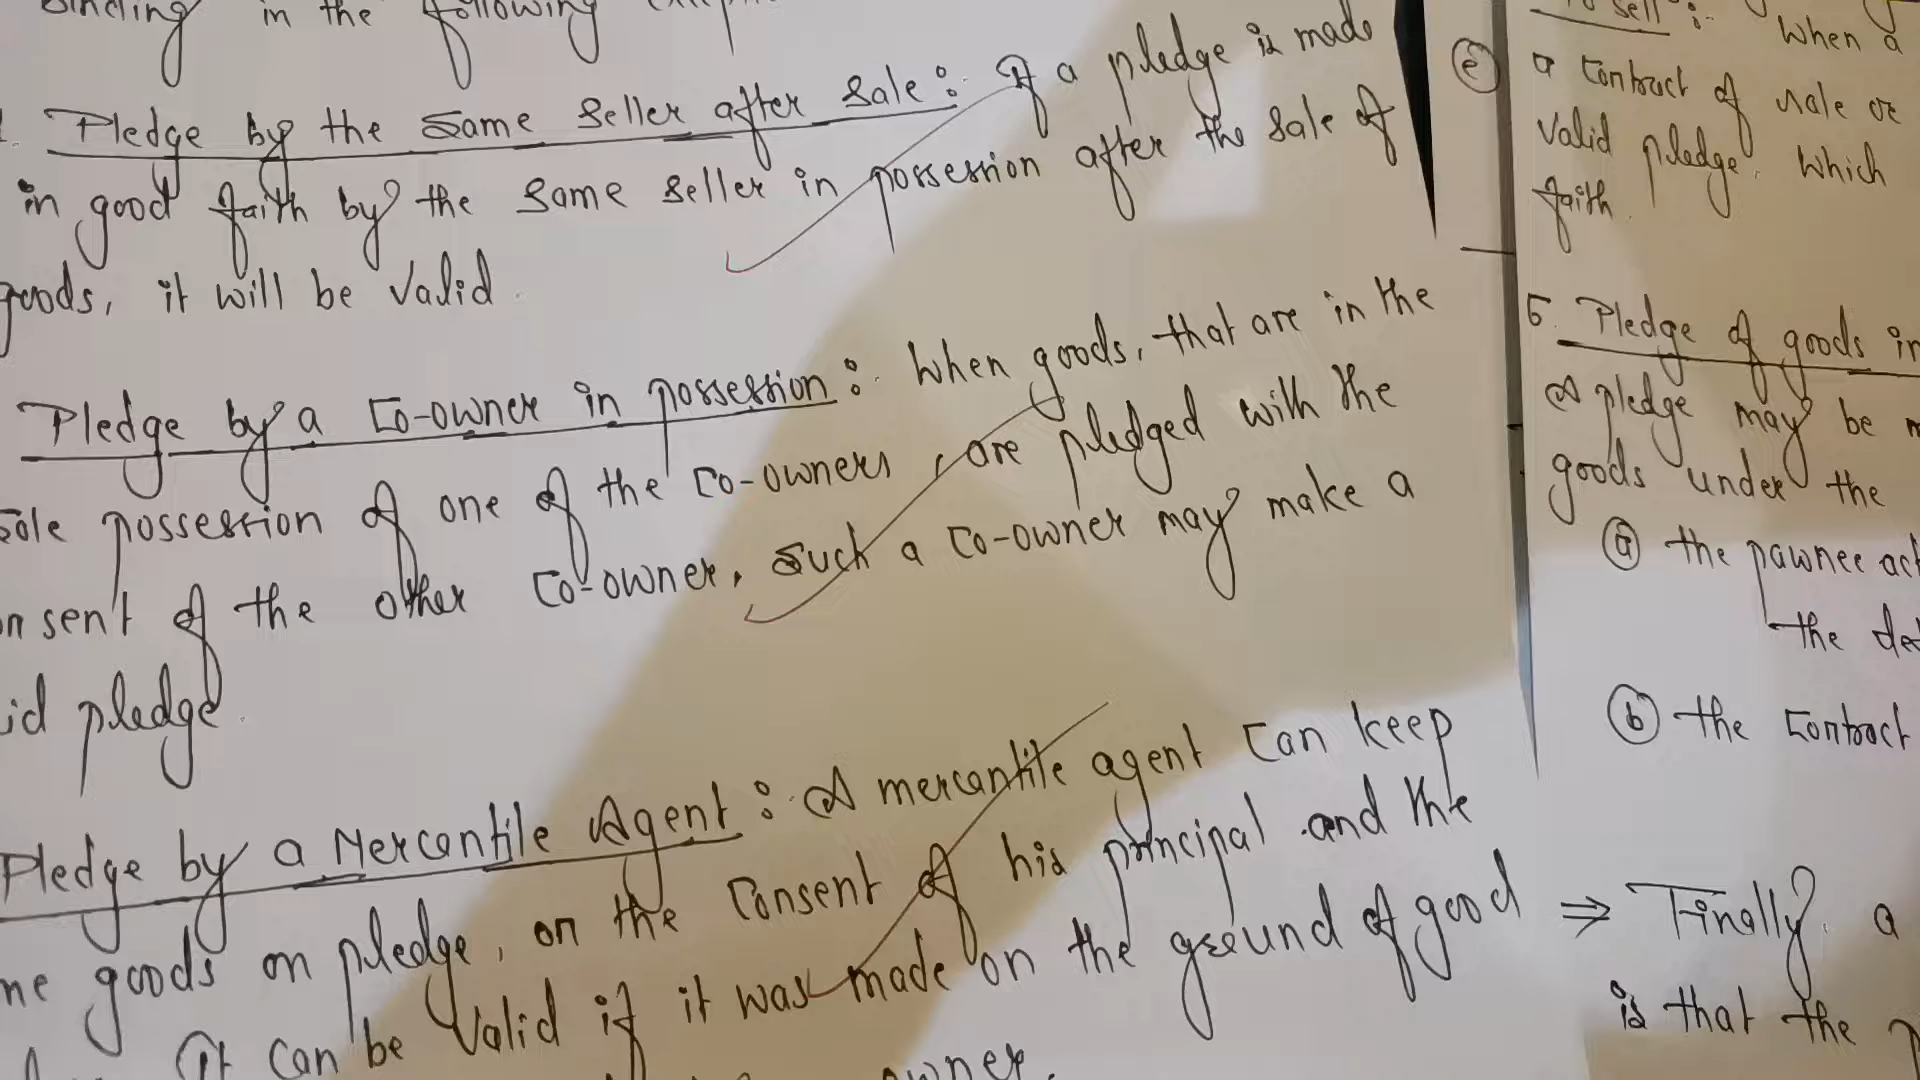 in the following
1. Pledge by the same seller after sale: If a pledge is made
in good faith by the same seller in possession after the sale of
goods, it will be valid.
Pledge by a Co-owner in possession: When goods, that are in the
sole possession of one of the Co-owners, are pledged with the
consent of the other Co-owner, such a Co-owner may make a
pledge.
Pledge by a Mercantile Agent: A mercantile agent can keep
goods on pledge, on the consent of his principal and the
It can be valid if it was made on the ground of good
owner.
to sell: When a
(e) a contract of sale or
valid pledge, which
faith.
5. Pledge of goods in
A pledge may be
goods under the
(a) the pawnee
the
(b) the contract
⇒ Finally, a
is that the